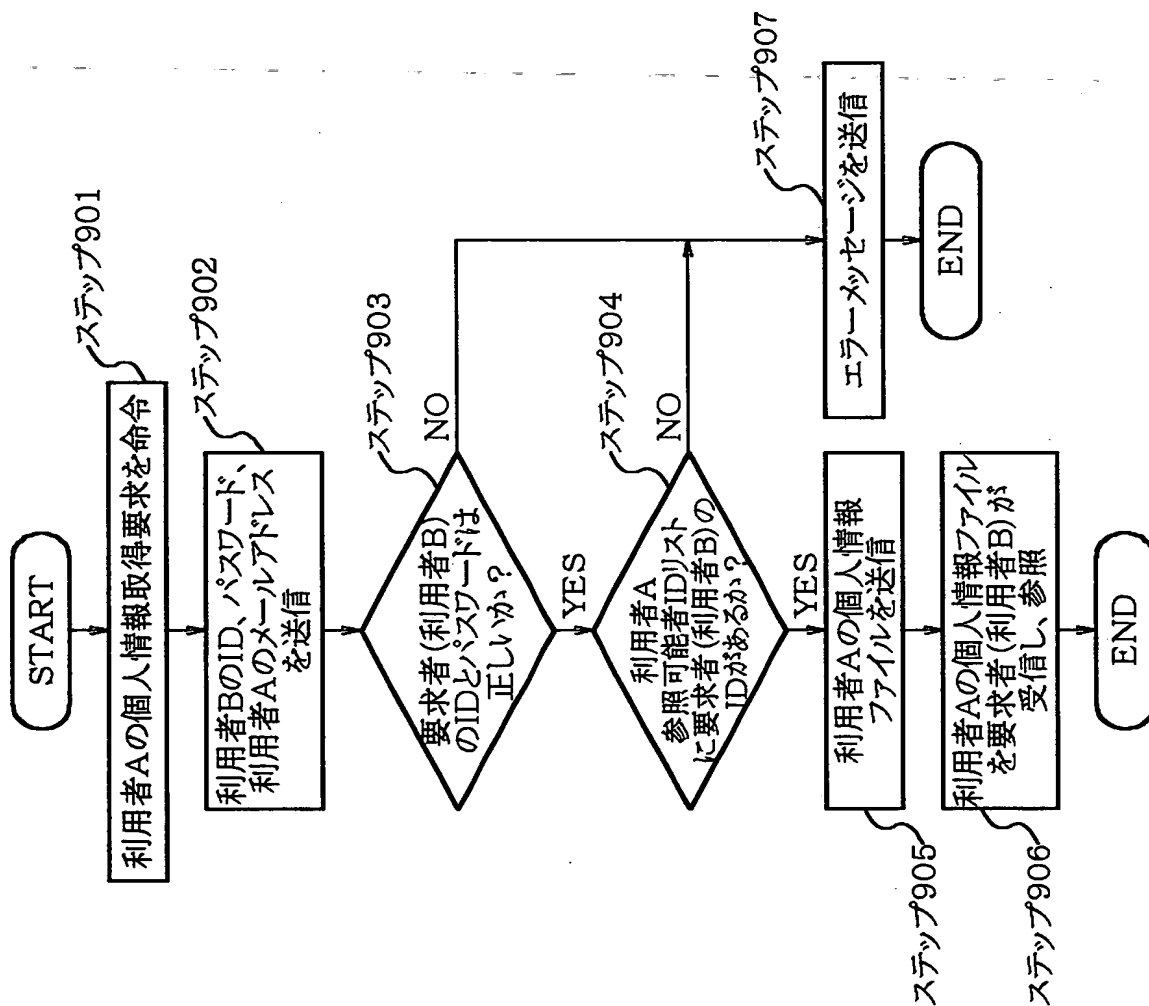 START
ステップ901
利用者Aの個人情報取得要求を命令
ステップ902
利用者BのID、パスワード、
利用者Aのメールアドレス
を送信
ステップ903
要求者(利用者B)
のIDとパスワードは
正しいか?
NO
YES
ステップ904
利用者A
参照可能者IDリスト
に要求者(利用者B)の
IDがあるか?
NO
YES
ステップ905
利用者Aの個人情報
ファイルを送信
ステップ906
利用者Aの個人情報ファイル
を要求者(利用者B)が
受信し、参照
END
ステップ907
エラーメッセージを送信
END